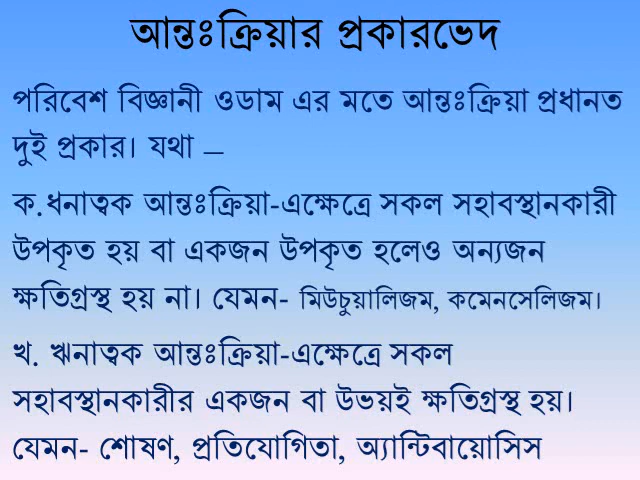 আন্তঃক্রিয়ার প্রকারভেদ
পরিবেশ বিজ্ঞানী ওডাম এর মতে আন্তঃক্রিয়া প্রধানত
দুই প্রকার। যথা –
ক.ধনাত্বক আন্তঃক্রিয়া-এক্ষেত্রে সকল সহাবস্থানকারী
উপকৃত হয় বা একজন উপকৃত হলেও অন্যজন
ক্ষতিগ্রস্থ হয় না। যেমন- মিউচুয়ালিজম, কমেনসেলিজম।
খ. ঋনাত্বক আন্তঃক্রিয়া-এক্ষেত্রে সকল
সহাবস্থানকারীর একজন বা উভয়ই ক্ষতিগ্রস্থ হয়।
যেমন- শোষণ, প্রতিযোগিতা, অ্যান্টিবায়োসিস